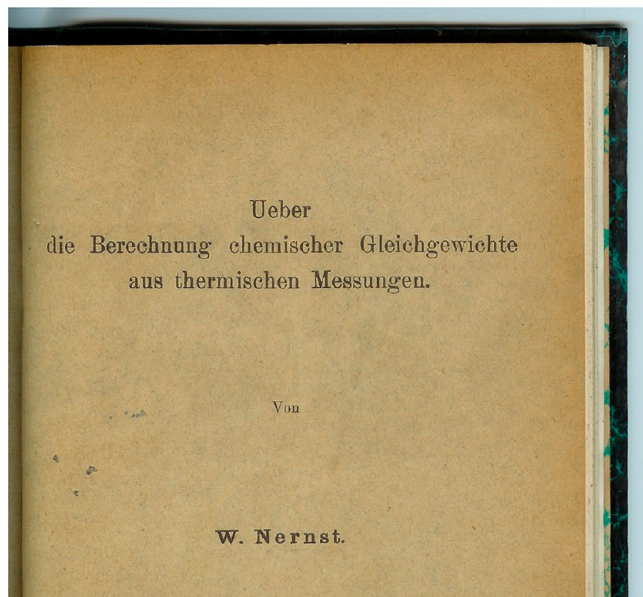 Ueber
die Berechnung chemischer Gleichgewichte
aus thermischen Messungen.
Von
W. Nernst.